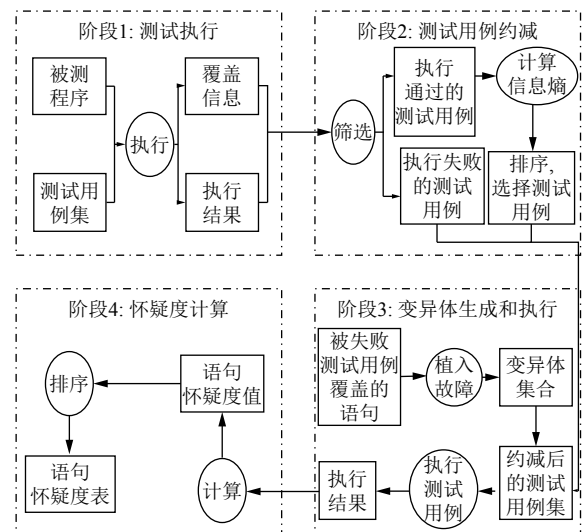 阶段1: 测试执行
被测
程序
测试用
例集
执行
覆盖
信息
执行
结果
阶段2: 测试用例约减
筛选
执行
通过的
测试用例
计算
信息熵
执行失败
的测试
用例
排序,
选择测试
用例
阶段3: 变异体生成和执行
被失败
测试用例
覆盖的
语句
植入
故障
变异体
集合
约减后
的测试
用例集
执行
测试
用例
执行
结果
阶段4: 怀疑度计算
计算
语句
怀疑度值
排序
语句
怀疑度表